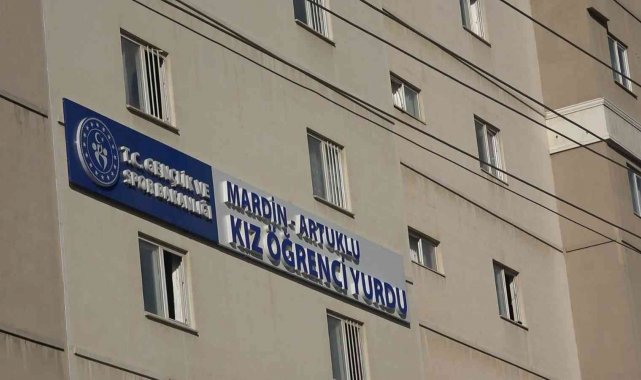 T.C. GENÇLİK VE
SPOR BAKANLIĞI
MARDİN - ARTUKLU
KIZ ÖĞRENCİ YURDU